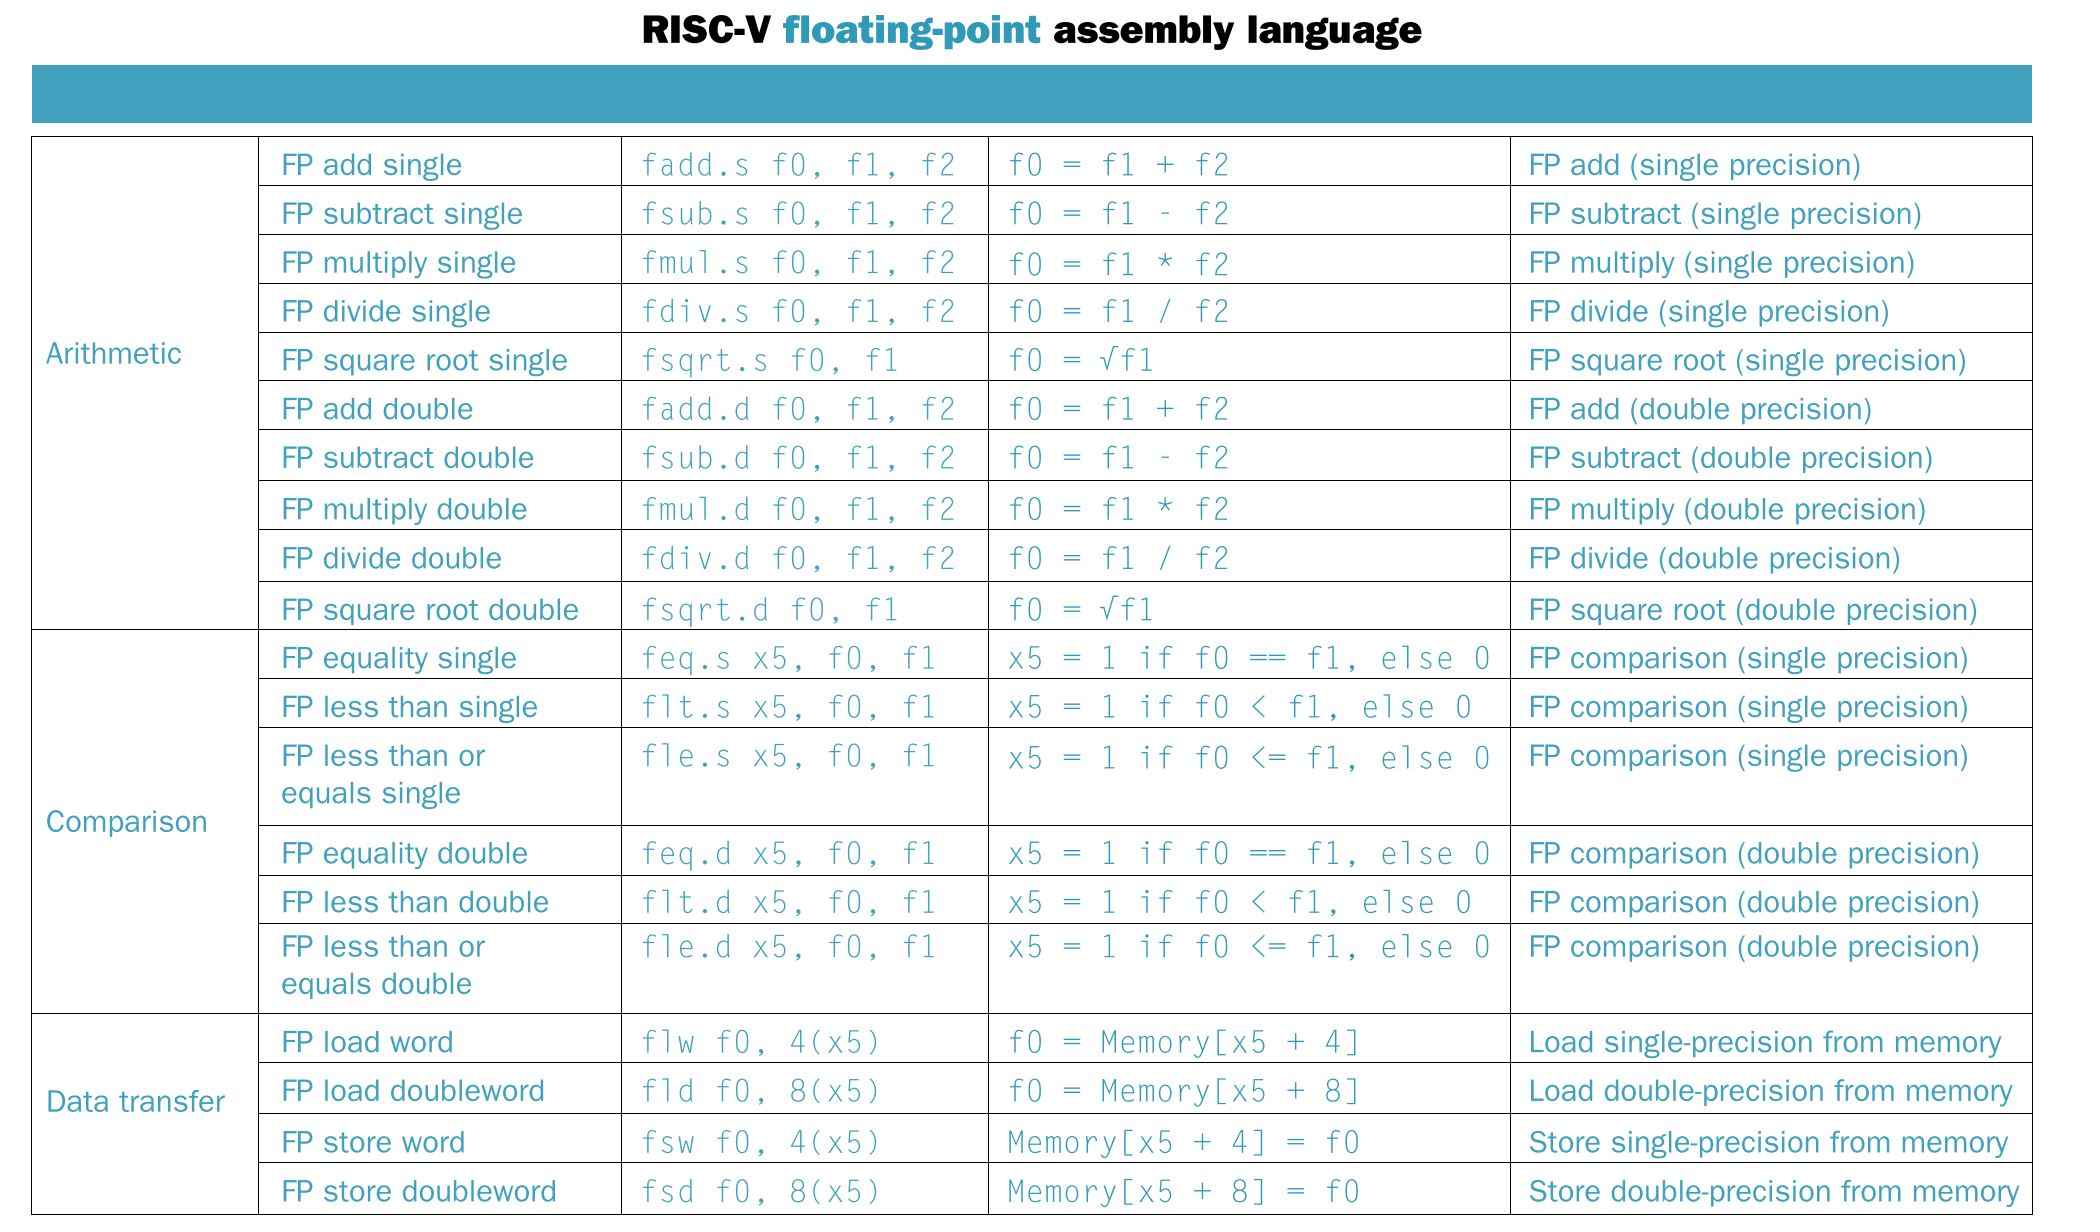 RISC-V floating-point assembly language
Arithmetic
FP add single fadd.s f0, f1, f2 f0 = f1 + f2 FP add (single precision)
FP subtract single fsub.s f0, f1, f2 f0 = f1 - f2 FP subtract (single precision)
FP multiply single fmul.s f0, f1, f2 f0 = f1 * f2 FP multiply (single precision)
FP divide single fdiv.s f0, f1, f2 f0 = f1 / f2 FP divide (single precision)
FP square root single fsqrt.s f0, f1 f0 = √f1 FP square root (single precision)
FP add double fadd.d f0, f1, f2 f0 = f1 + f2 FP add (double precision)
FP subtract double fsub.d f0, f1, f2 f0 = f1 - f2 FP subtract (double precision)
FP multiply double fmul.d f0, f1, f2 f0 = f1 * f2 FP multiply (double precision)
FP divide double fdiv.d f0, f1, f2 f0 = f1 / f2 FP divide (double precision)
FP square root double fsqrt.d f0, f1 f0 = √f1 FP square root (double precision)
Comparison
FP equality single feq.s x5, f0, f1 x5 = 1 if f0 == f1, else 0 FP comparison (single precision)
FP less than single flt.s x5, f0, f1 x5 = 1 if f0 < f1, else 0 FP comparison (single precision)
FP less than or fle.s x5, f0, f1 x5 = 1 if f0 <= f1, else 0 FP comparison (single precision)
equals single
FP equality double feq.d x5, f0, f1 x5 = 1 if f0 == f1, else 0 FP comparison (double precision)
FP less than double flt.d x5, f0, f1 x5 = 1 if f0 < f1, else 0 FP comparison (double precision)
FP less than or fle.d x5, f0, f1 x5 = 1 if f0 <= f1, else 0 FP comparison (double precision)
equals double
Data transfer
FP load word flw f0, 4(x5) f0 = Memory[x5 + 4] Load single-precision from memory
FP load doubleword fld f0, 8(x5) f0 = Memory[x5 + 8] Load double-precision from memory
FP store word fsw f0, 4(x5) Memory[x5 + 4] = f0 Store single-precision from memory
FP store doubleword fsd f0, 8(x5) Memory[x5 + 8] = f0 Store double-precision from memory